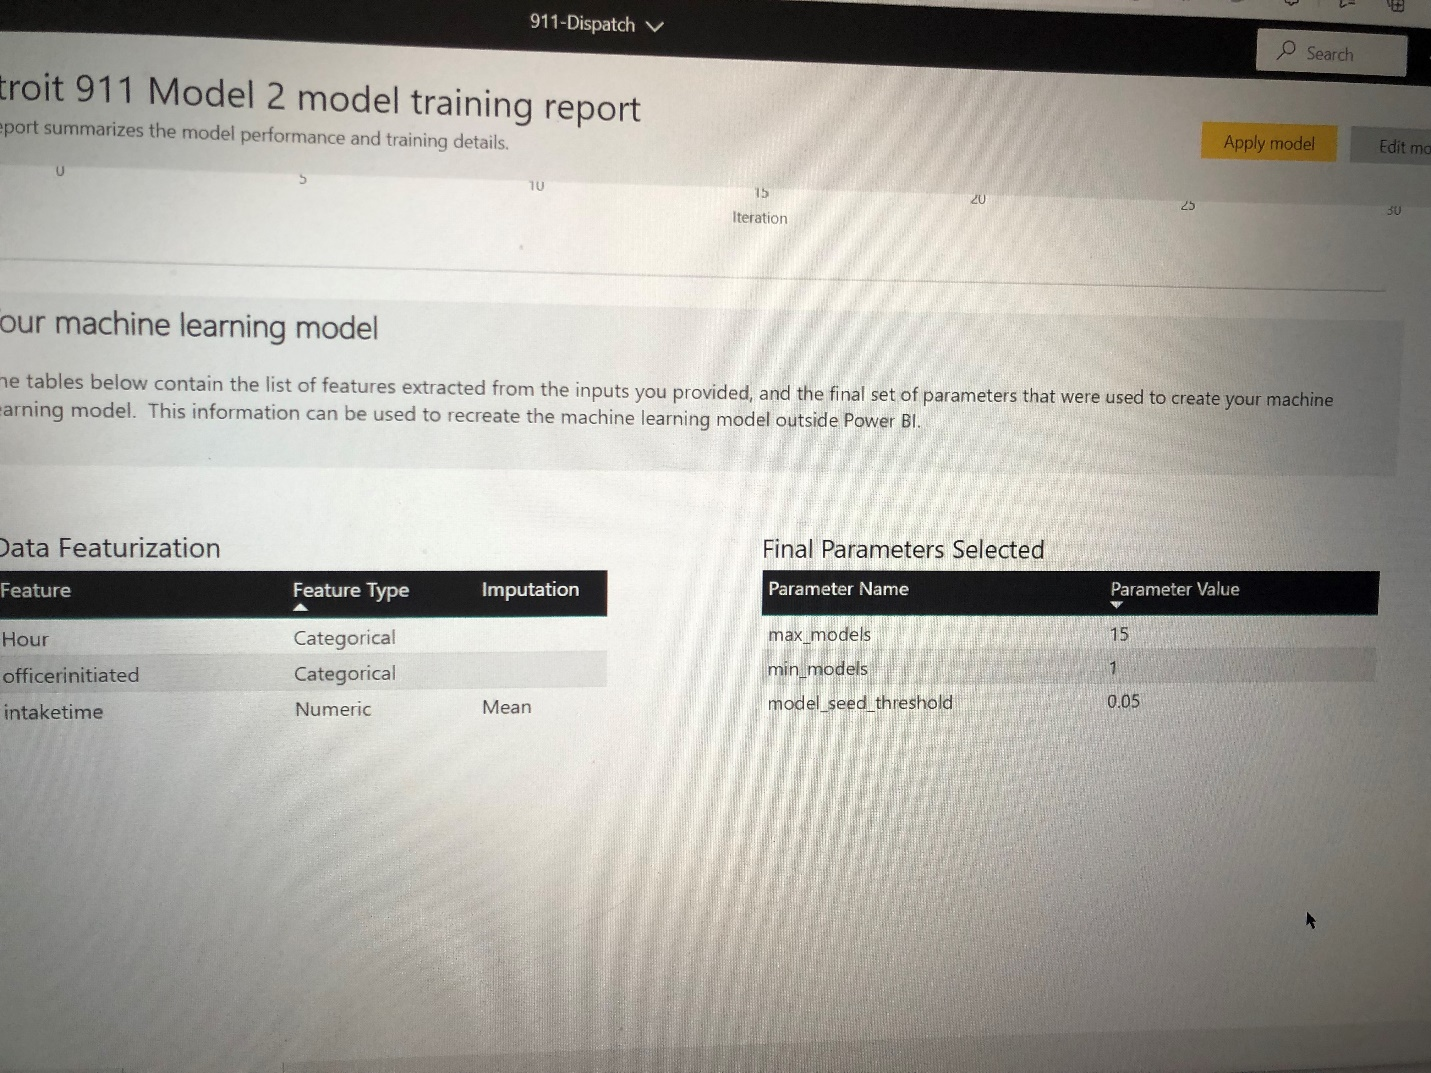 911-Dispatch
Search
troit 911 Model 2 model training report
eport summarizes the model performance and training details.
Apply model
Edit mo
0 5 10 15 20 25 30
Iteration
our machine learning model
he tables below contain the list of features extracted from the inputs you provided, and the final set of parameters that were used to create your machine
earning model. This information can be used to recreate the machine learning model outside Power BI.
Data Featurization
Feature Feature Type Imputation
Hour Categorical
officerinitiated Categorical
intaketime Numeric Mean
Final Parameters Selected
Parameter Name Parameter Value
max_models 15
min_models 1
model_seed_threshold 0.05